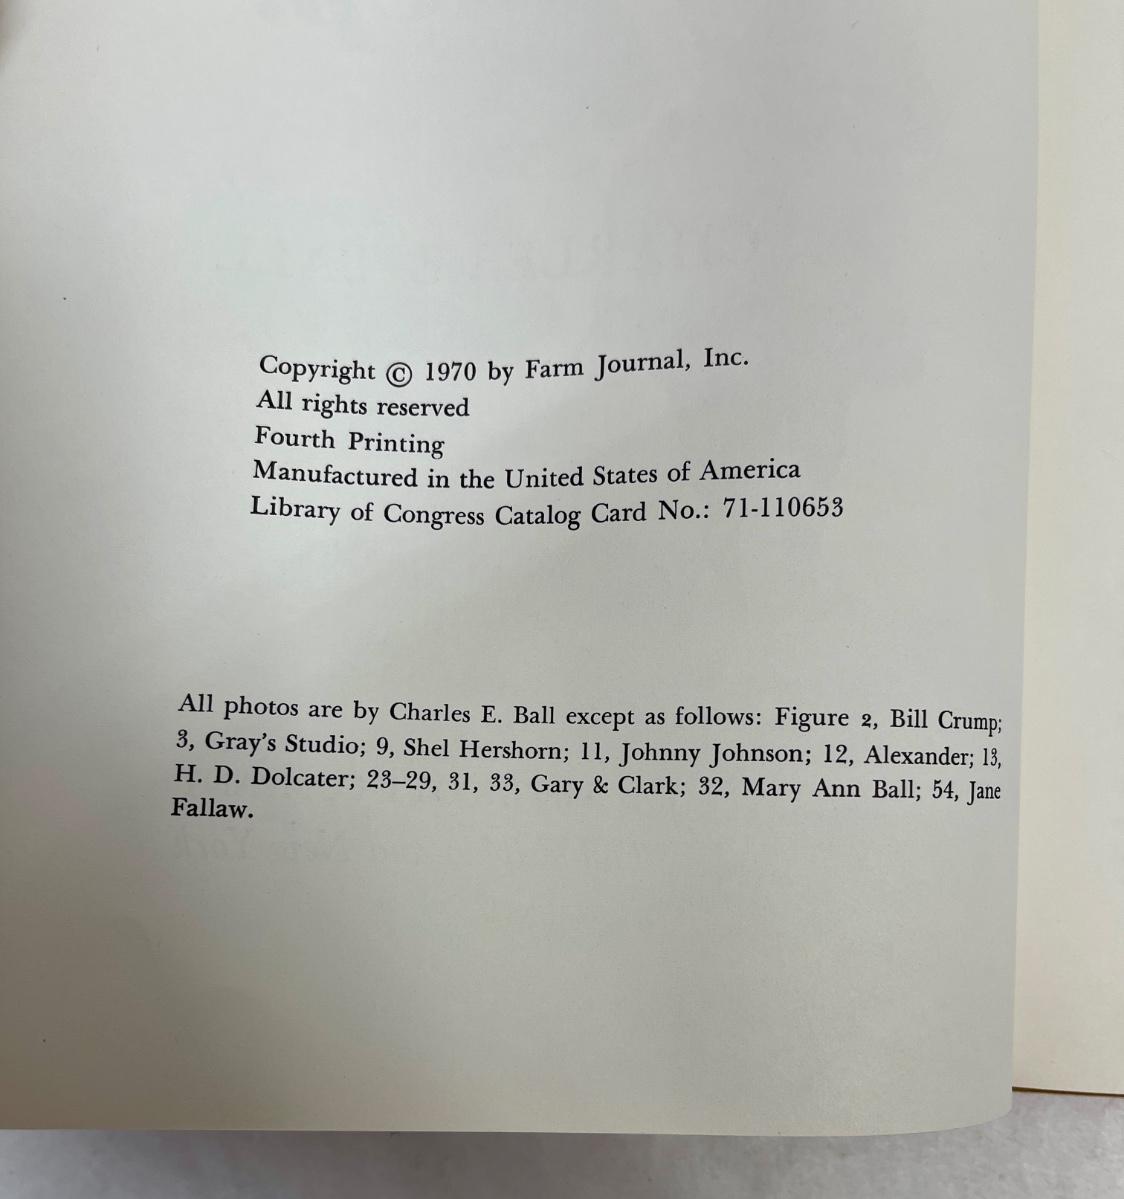 Copyright © 1970 by Farm Journal, Inc.
All rights reserved
Fourth Printing
Manufactured in the United States of America
Library of Congress Catalog Card No.: 71-110653
All photos are by Charles E. Ball except as follows: Figure 2, Bill Crump;
3, Gray's Studio; 9, Shel Hershorn; 11, Johnny Johnson; 12, Alexander; 13,
H. D. Dolcater; 23–29, 31, 33, Gary & Clark; 32, Mary Ann Ball; 54, Jane
Fallaw.